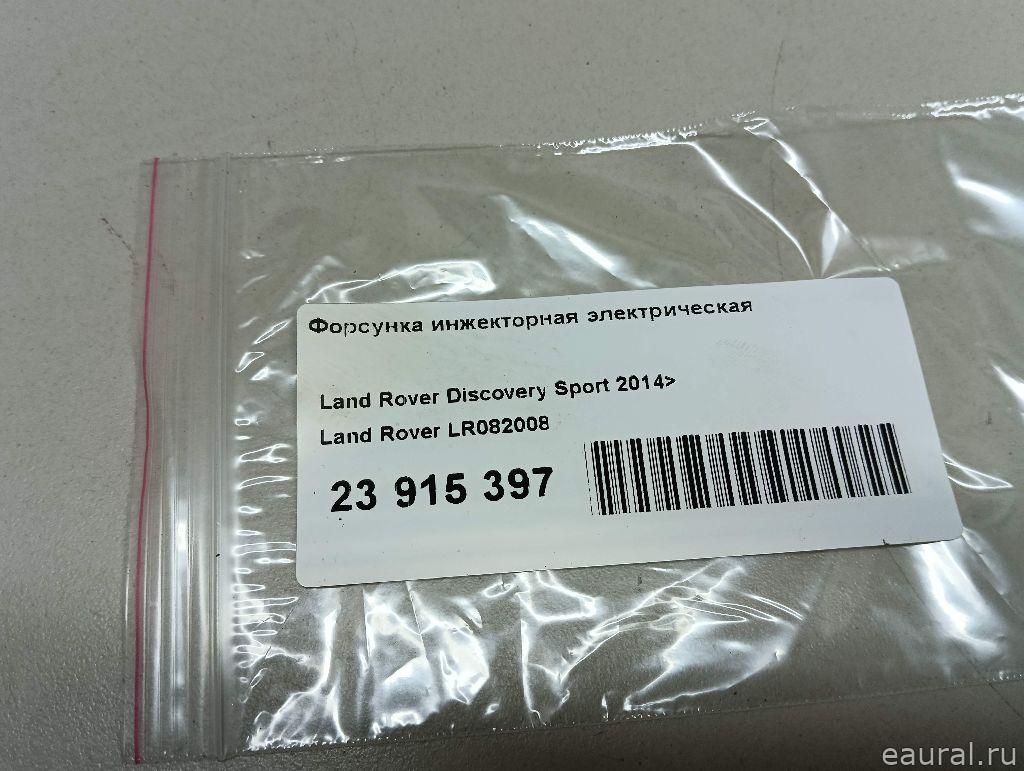 Форсунка инжекторная электрическая
Land Rover Discovery Sport 2014>
Land Rover LR082008
23 915 397
eaural.ru